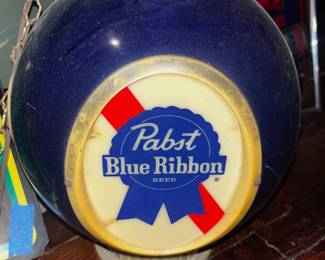 Pabst
Blue Ribbon
BEER
®